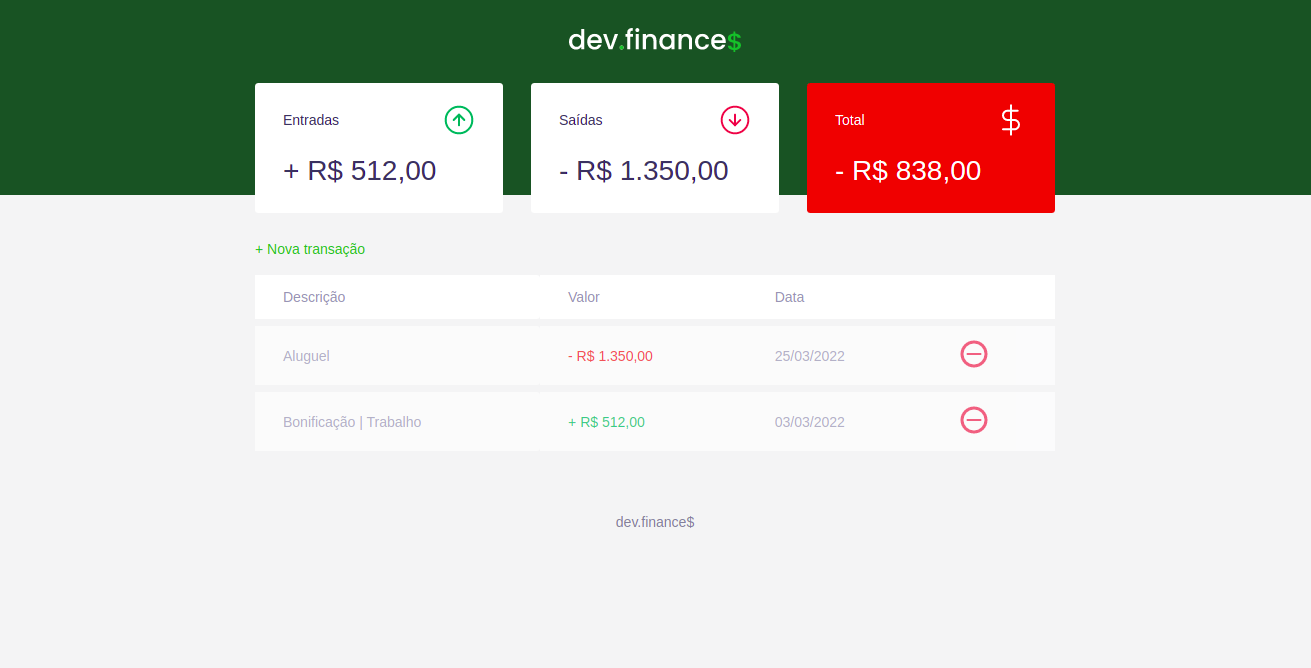 dev.finance$
Entradas
+ R$ 512,00
Saídas
- R$ 1.350,00
Total
$
- R$ 838,00
+ Nova transação
Descrição Valor Data
Aluguel - R$ 1.350,00 25/03/2022
Bonificação | Trabalho + R$ 512,00 03/03/2022
dev.finance$